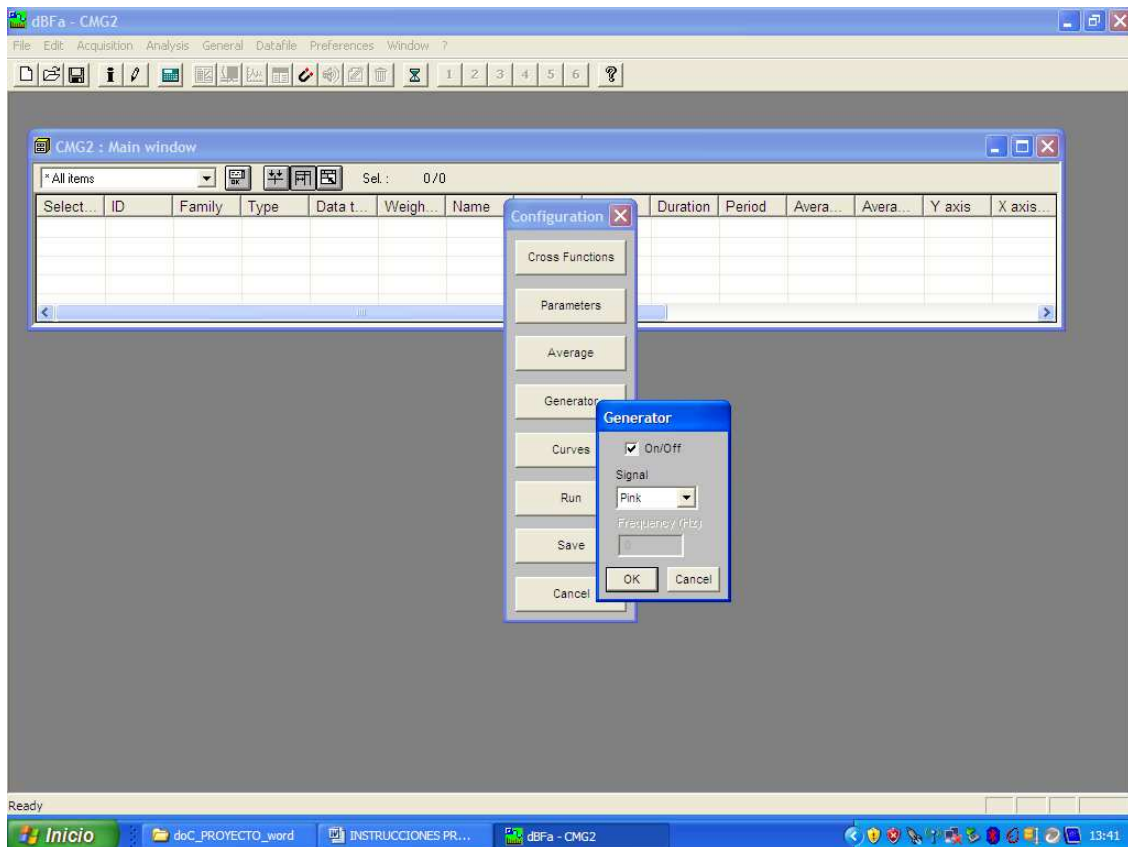 dBFa - CMG2
File Edit Acquisition Analysis General Datafile Preferences Window ?
1 2 3 4 5 6
CMG2 : Main window
* All items Sel. : 0/0
Select... ID Family Type Data t... Weigh... Name Duration Period Avera... Avera... Y axis X axis...
Configuration
Cross Functions
Parameters
Average
Generator
Curves
Run
Save
Cancel
Generator
On/Off
Signal
Pink
Frequency (Hz)
0
OK Cancel
Ready
Inicio doC_PROYECTO_word INSTRUCCIONES PR... dBFa - CMG2 13:41